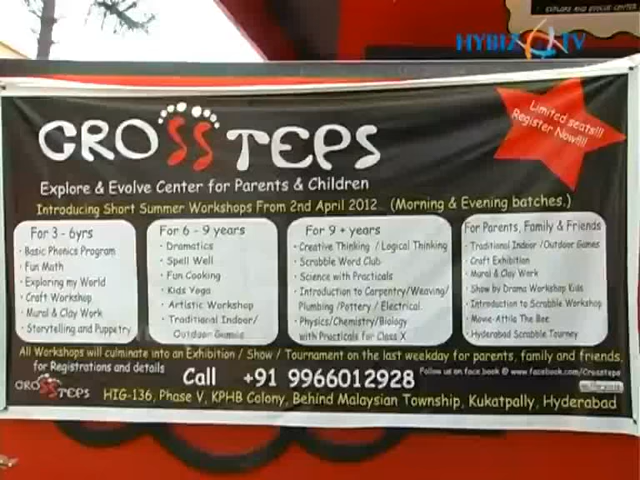 EXPLORE AND EVOLVE CENTER
HYBIZ TV
Limited seats!!!
Register Now!!!
CROSSTEPS
Explore & Evolve Center for Parents & Children
Introducing Short Summer Workshops From 2nd April 2012.. (Morning & Evening batches.)
For 3 - 6yrs
· Basic Phonics Program
· Fun Math
· Exploring my World
· Craft Workshop
· Mural & Clay Work
· Storytelling and Puppetry
For 6 - 9 years
· Dramatics
· Spell Well
· Fun Cooking
· Kids Yoga
· Artistic Workshop
· Traditional Indoor/
Outdoor Games
For 9 + years
· Creative Thinking / Logical Thinking
· Scrabble Word Club
· Science with Practicals
· Introduction to Carpentry/Weaving/
Plumbing /Pottery / Electrical
· Physics/Chemistry/Biology
with Practicals for Class X
For Parents, Family & Friends
· Traditional Indoor /Outdoor Games
· Craft Exhibition
· Mural & Clay Work
· Show by Drama Workshop Kids
· Introduction to Scrabble Workshop
· Movie-Attic The Bee
· Hyderabad Scrabble Tourney
All Workshops will culminate into an Exhibition / Show / Tournament on the last weekday for parents, family and friends.
for Registrations and details
Call +91 9966012928
Follow us on face book @ www.facebook.com/Crossteps
CROSSTEPS
HIG-136, Phase V, KPHB Colony, Behind Malaysian Township, Kukatpally, Hyderabad